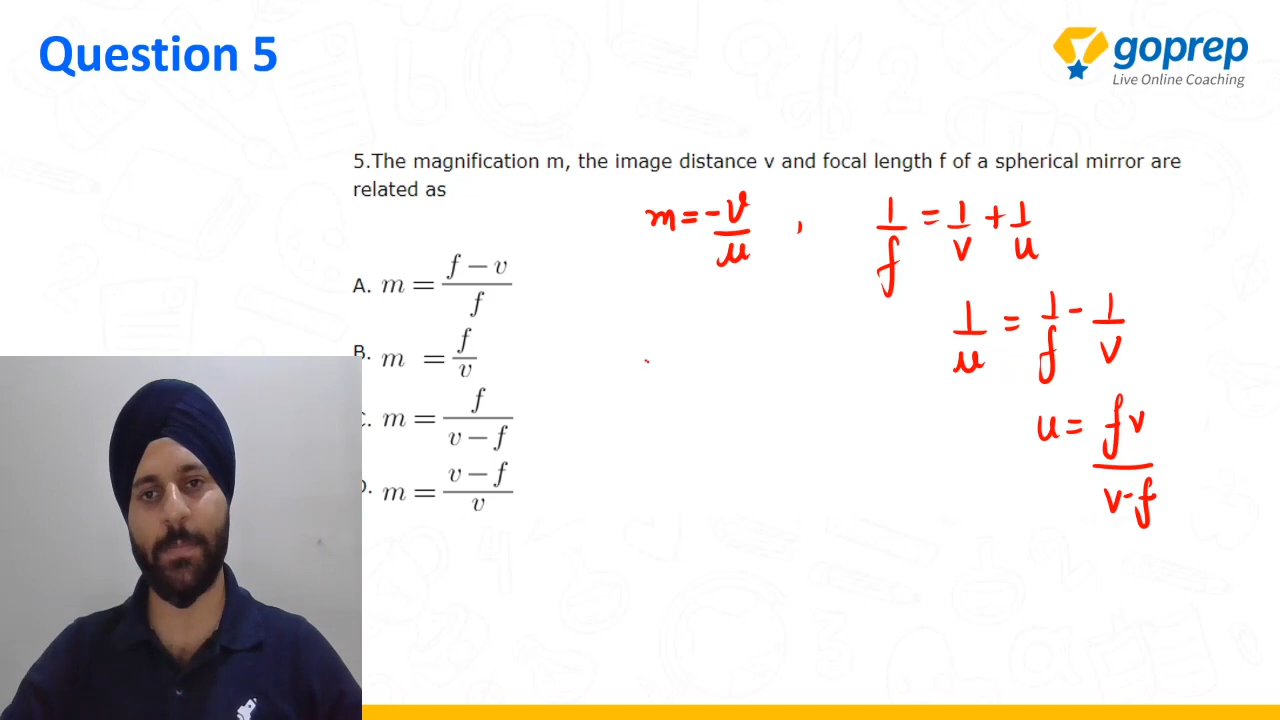 Question 5
goprep
Live Online Coaching
5.The magnification m, the image distance v and focal length f of a spherical mirror are
related as
m = -v/u , 1/f = 1/v + 1/u
A. m = f − v / f
1/u = 1/f - 1/v
B. m = f/v
C. m = f / v − f
u = fv / v-f
D. m = v − f / v